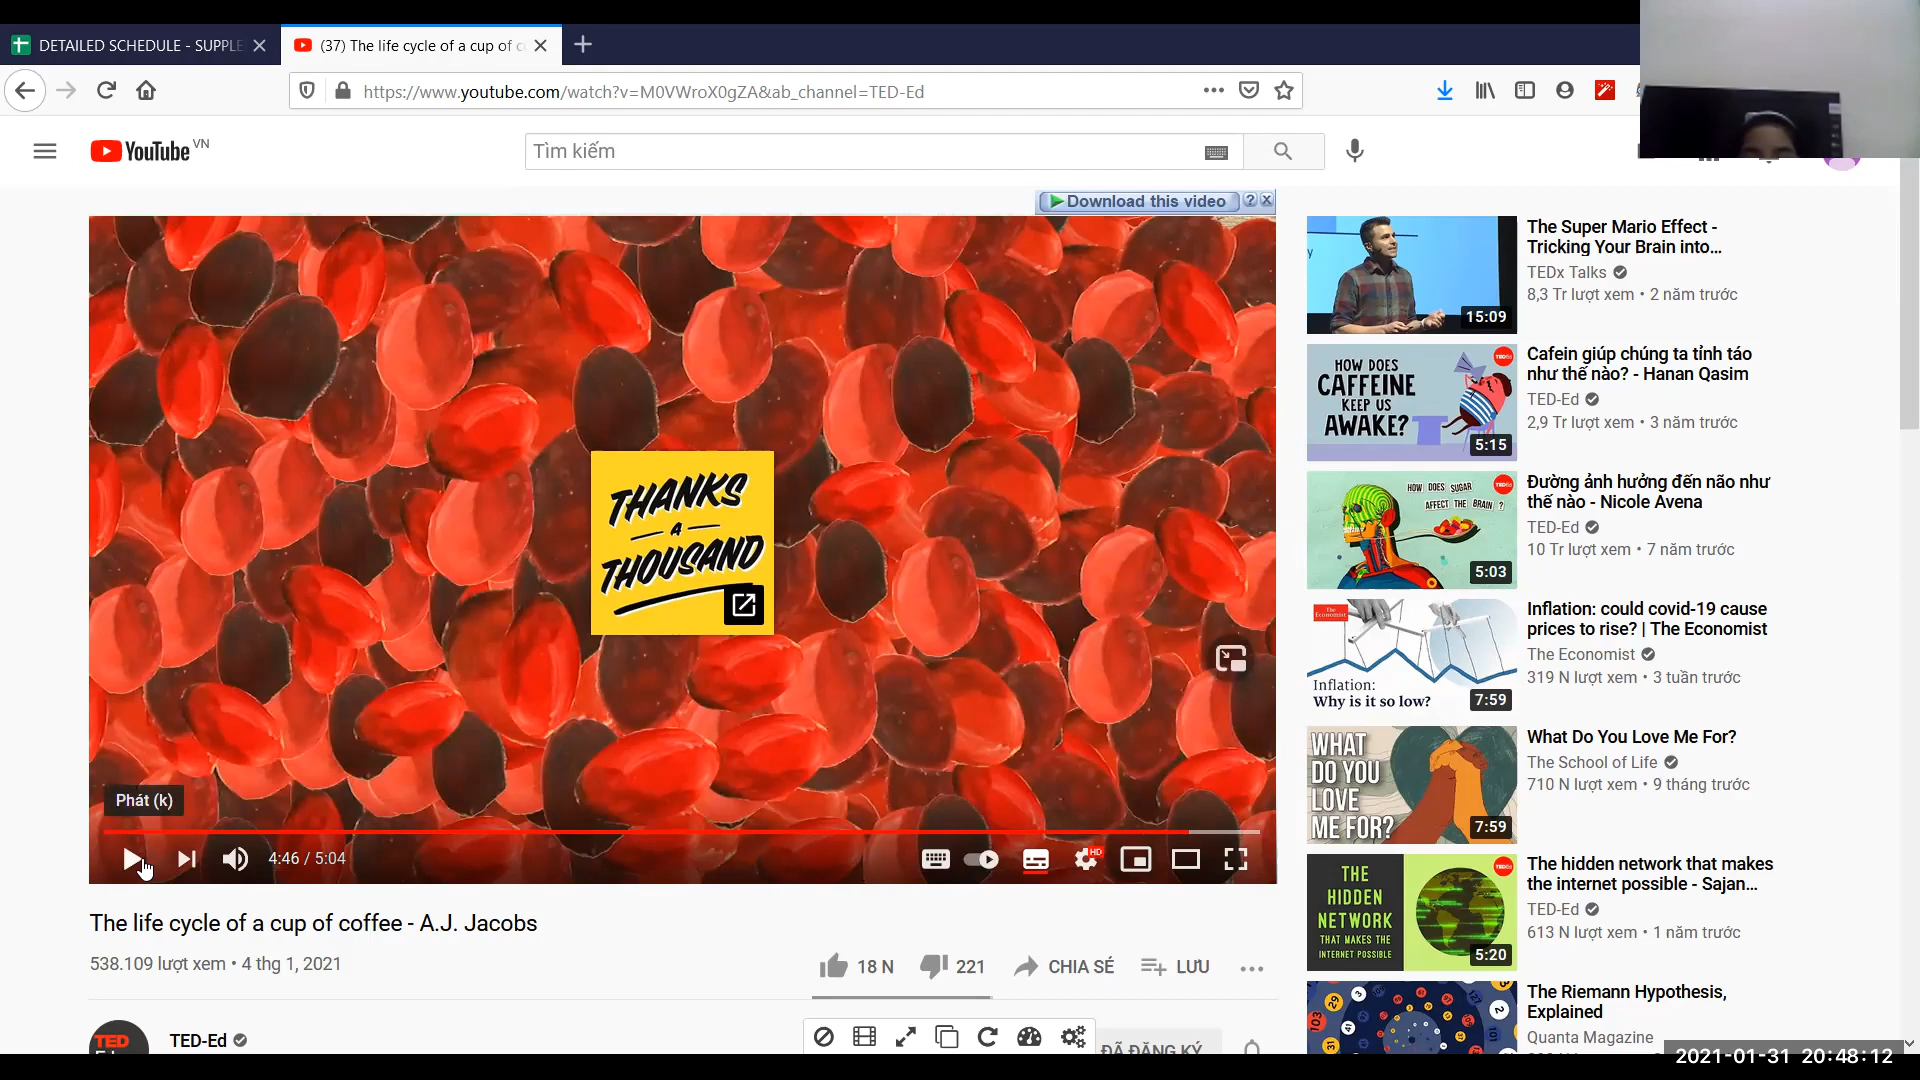 DETAILED SCHEDULE - SUPPLE
(37) The life cycle of a cup of c
https://www.youtube.com/watch?v=M0VWroX0gZA&ab_channel=TED-Ed
YouTube VN
Tìm kiếm
Download this video
THANKS
A
THOUSAND
Phát (k)
4:46 / 5:04
HD
The life cycle of a cup of coffee - A.J. Jacobs
538.109 lượt xem • 4 thg 1, 2021
18 N
221
CHIA SẺ
LƯU
TED
TED-Ed
ĐÃ ĐĂNG KÝ
15:09
The Super Mario Effect -
Tricking Your Brain into...
TEDx Talks
8,3 Tr lượt xem • 2 năm trước
HOW DOES
CAFFEINE
KEEP US
AWAKE?
5:15
Cafein giúp chúng ta tỉnh táo
như thế nào? - Hanan Qasim
TED-Ed
2,9 Tr lượt xem • 3 năm trước
HOW DOES SUGAR
AFFECT THE BRAIN ?
5:03
Đường ảnh hưởng đến não như
thế nào - Nicole Avena
TED-Ed
10 Tr lượt xem • 7 năm trước
The
Economist
Inflation:
Why is it so low?
7:59
Inflation: could covid-19 cause
prices to rise? | The Economist
The Economist
319 N lượt xem • 3 tuần trước
WHAT
DO YOU
LOVE
ME FOR?
7:59
What Do You Love Me For?
The School of Life
710 N lượt xem • 9 tháng trước
THE
HIDDEN
NETWORK
THAT MAKES THE
INTERNET POSSIBLE
5:20
The hidden network that makes
the internet possible - Sajan...
TED-Ed
613 N lượt xem • 1 năm trước
The Riemann Hypothesis,
Explained
Quanta Magazine
2021-01-31 20:48:12